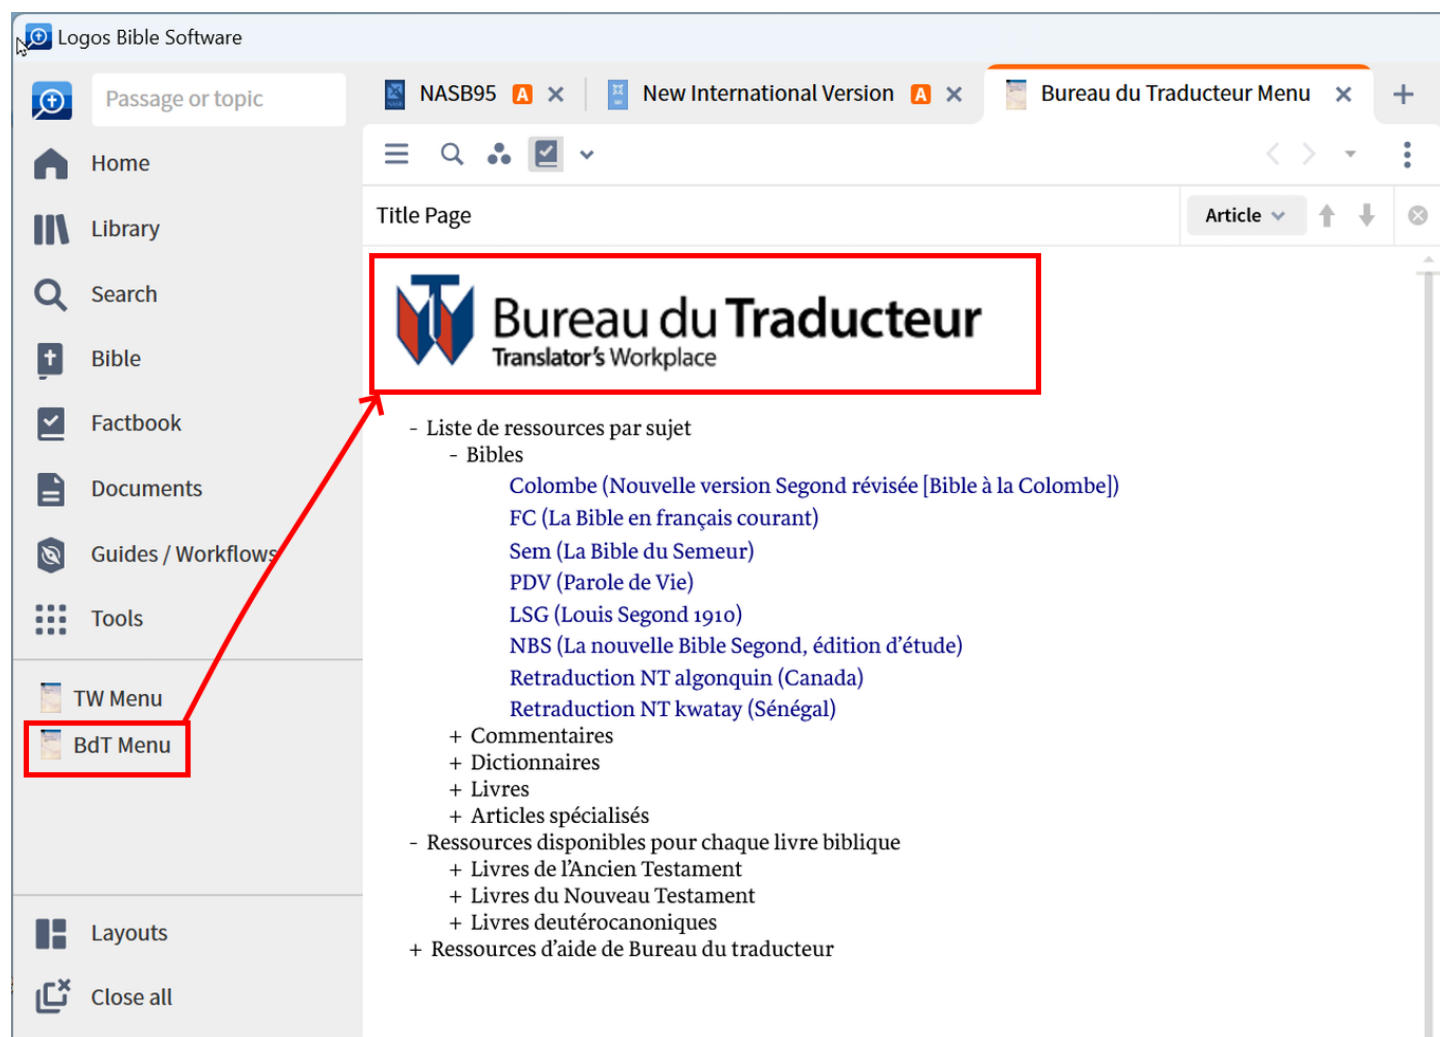 Logos Bible Software
Passage or topic
Home
Library
Search
Bible
Factbook
Documents
Guides / Workflows
Tools
TW Menu
BdT Menu
Layouts
Close all
NASB95 A
New International Version A
Bureau du Traducteur Menu
Title Page
Article
Bureau du Traducteur
Translator's Workplace
- Liste de ressources par sujet
- Bibles
Colombe (Nouvelle version Segond révisée [Bible à la Colombe])
FC (La Bible en français courant)
Sem (La Bible du Semeur)
PDV (Parole de Vie)
LSG (Louis Segond 1910)
NBS (La nouvelle Bible Segond, édition d’étude)
Retraduction NT algonquin (Canada)
Retraduction NT kwatay (Sénégal)
+ Commentaires
+ Dictionnaires
+ Livres
+ Articles spécialisés
- Ressources disponibles pour chaque livre biblique
+ Livres de l’Ancien Testament
+ Livres du Nouveau Testament
+ Livres deutérocanoniques
+ Ressources d’aide de Bureau du traducteur